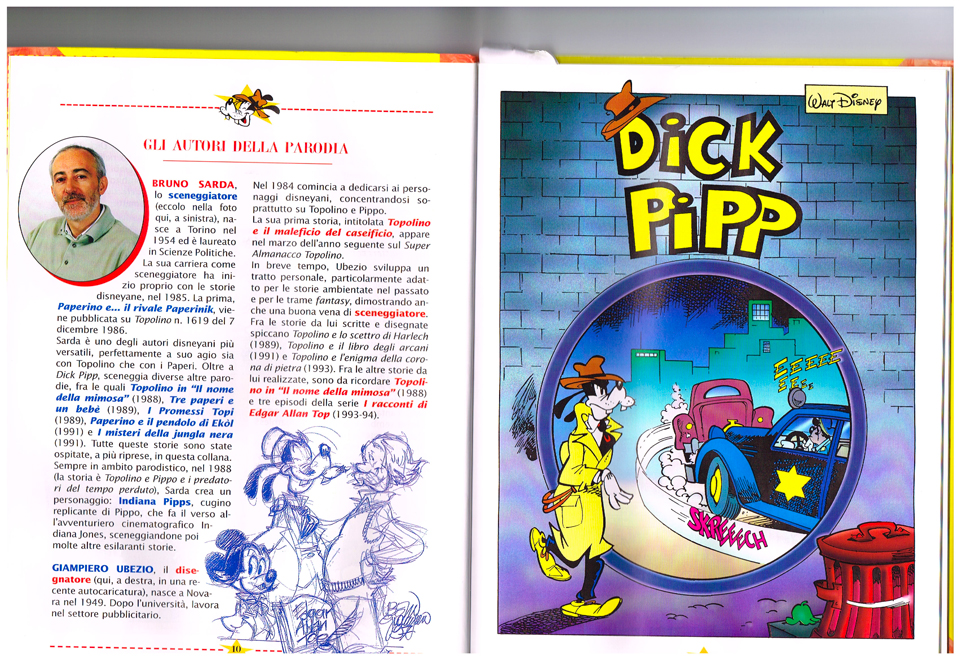 GLI AUTORI DELLA PARODIA
BRUNO SARDA,
lo sceneggiatore
(eccolo nella foto
qui, a sinistra), na-
sce a Torino nel
1954 ed è laureato
in Scienze Politiche.
La sua carriera come
sceneggiatore ha ini-
zio proprio con le storie
disneyane, nel 1985. La prima,
Paperino e... il rivale Paperinik, vie-
ne pubblicata su Topolino n. 1619 del 7
dicembre 1986.
Sarda è uno degli autori disneyani più
versatili, perfettamente a suo agio sia
con Topolino che con i Paperi. Oltre a
Dick Pipp, sceneggia diverse altre paro-
die, fra le quali Topolino in “Il nome
della mimosa” (1988), Tre paperi e
un bebè (1989), I Promessi Topi
(1989), Paperino e il pendolo di Ekól
(1991) e I misteri della jungla nera
(1991). Tutte queste storie sono state
ospitate, a più riprese, in questa collana.
Sempre in ambito parodistico, nel 1988
(la storia è Topolino e Pippo e i predato-
ri del tempo perduto), Sarda crea un
personaggio: Indiana Pipps, cugino
replicante di Pippo, che fa il verso al-
l'avventuriero cinematografico In-
diana Jones, sceneggiandone poi
molte altre esilaranti storie.
GIAMPIERO UBEZIO, il dise-
gnatore (qui, a destra, in una re-
cente autocaricatura), nasce a Nova-
ra nel 1949. Dopo l'università, lavora
nel settore pubblicitario.
Nel 1984 comincia a dedicarsi ai perso-
naggi disneyani, concentrandosi so-
prattutto su Topolino e Pippo.
La sua prima storia, intitolata Topolino
e il maleficio del caseificio, appare
nel marzo dell'anno seguente sul Super
Almanacco Topolino.
In breve tempo, Ubezio sviluppa un
tratto personale, particolarmente adat-
to per le storie ambientate nel passato
e per le trame fantasy, dimostrando an-
che una buona vena di sceneggiatore.
Fra le storie da lui scritte e disegnate
spiccano Topolino e lo scettro di Harlech
(1989), Topolino e il libro degli arcani
(1991) e Topolino e l'enigma della coro-
na di pietra (1993). Fra le altre storie da
lui realizzate, sono da ricordare Topoli-
no in “Il nome della mimosa” (1988)
e tre episodi della serie I racconti di
Edgar Allan Top (1993-94).
10
WALT DISNEY
DiCK
PiPP
EEEEE
SKREEECH